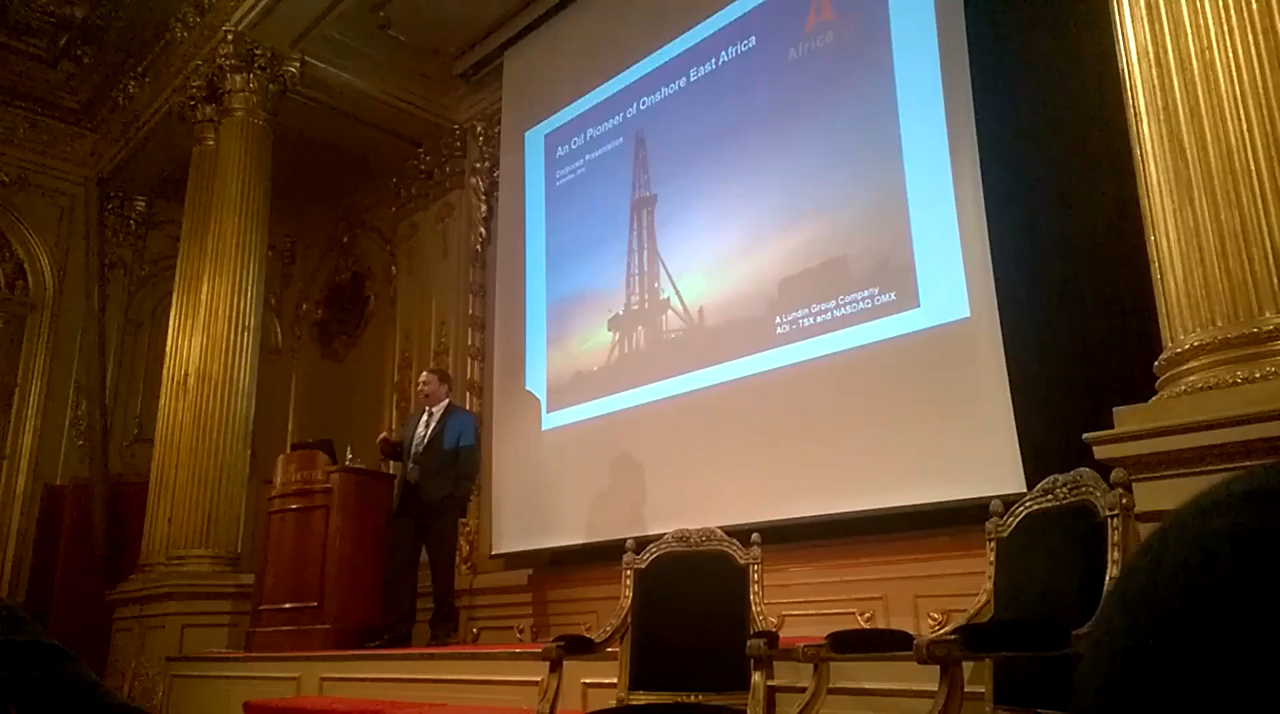 Africa
An Oil Pioneer of Onshore East Africa
Corporate Presentation
A Lundin Group Company
AOI – TSX and NASDAQ OMX